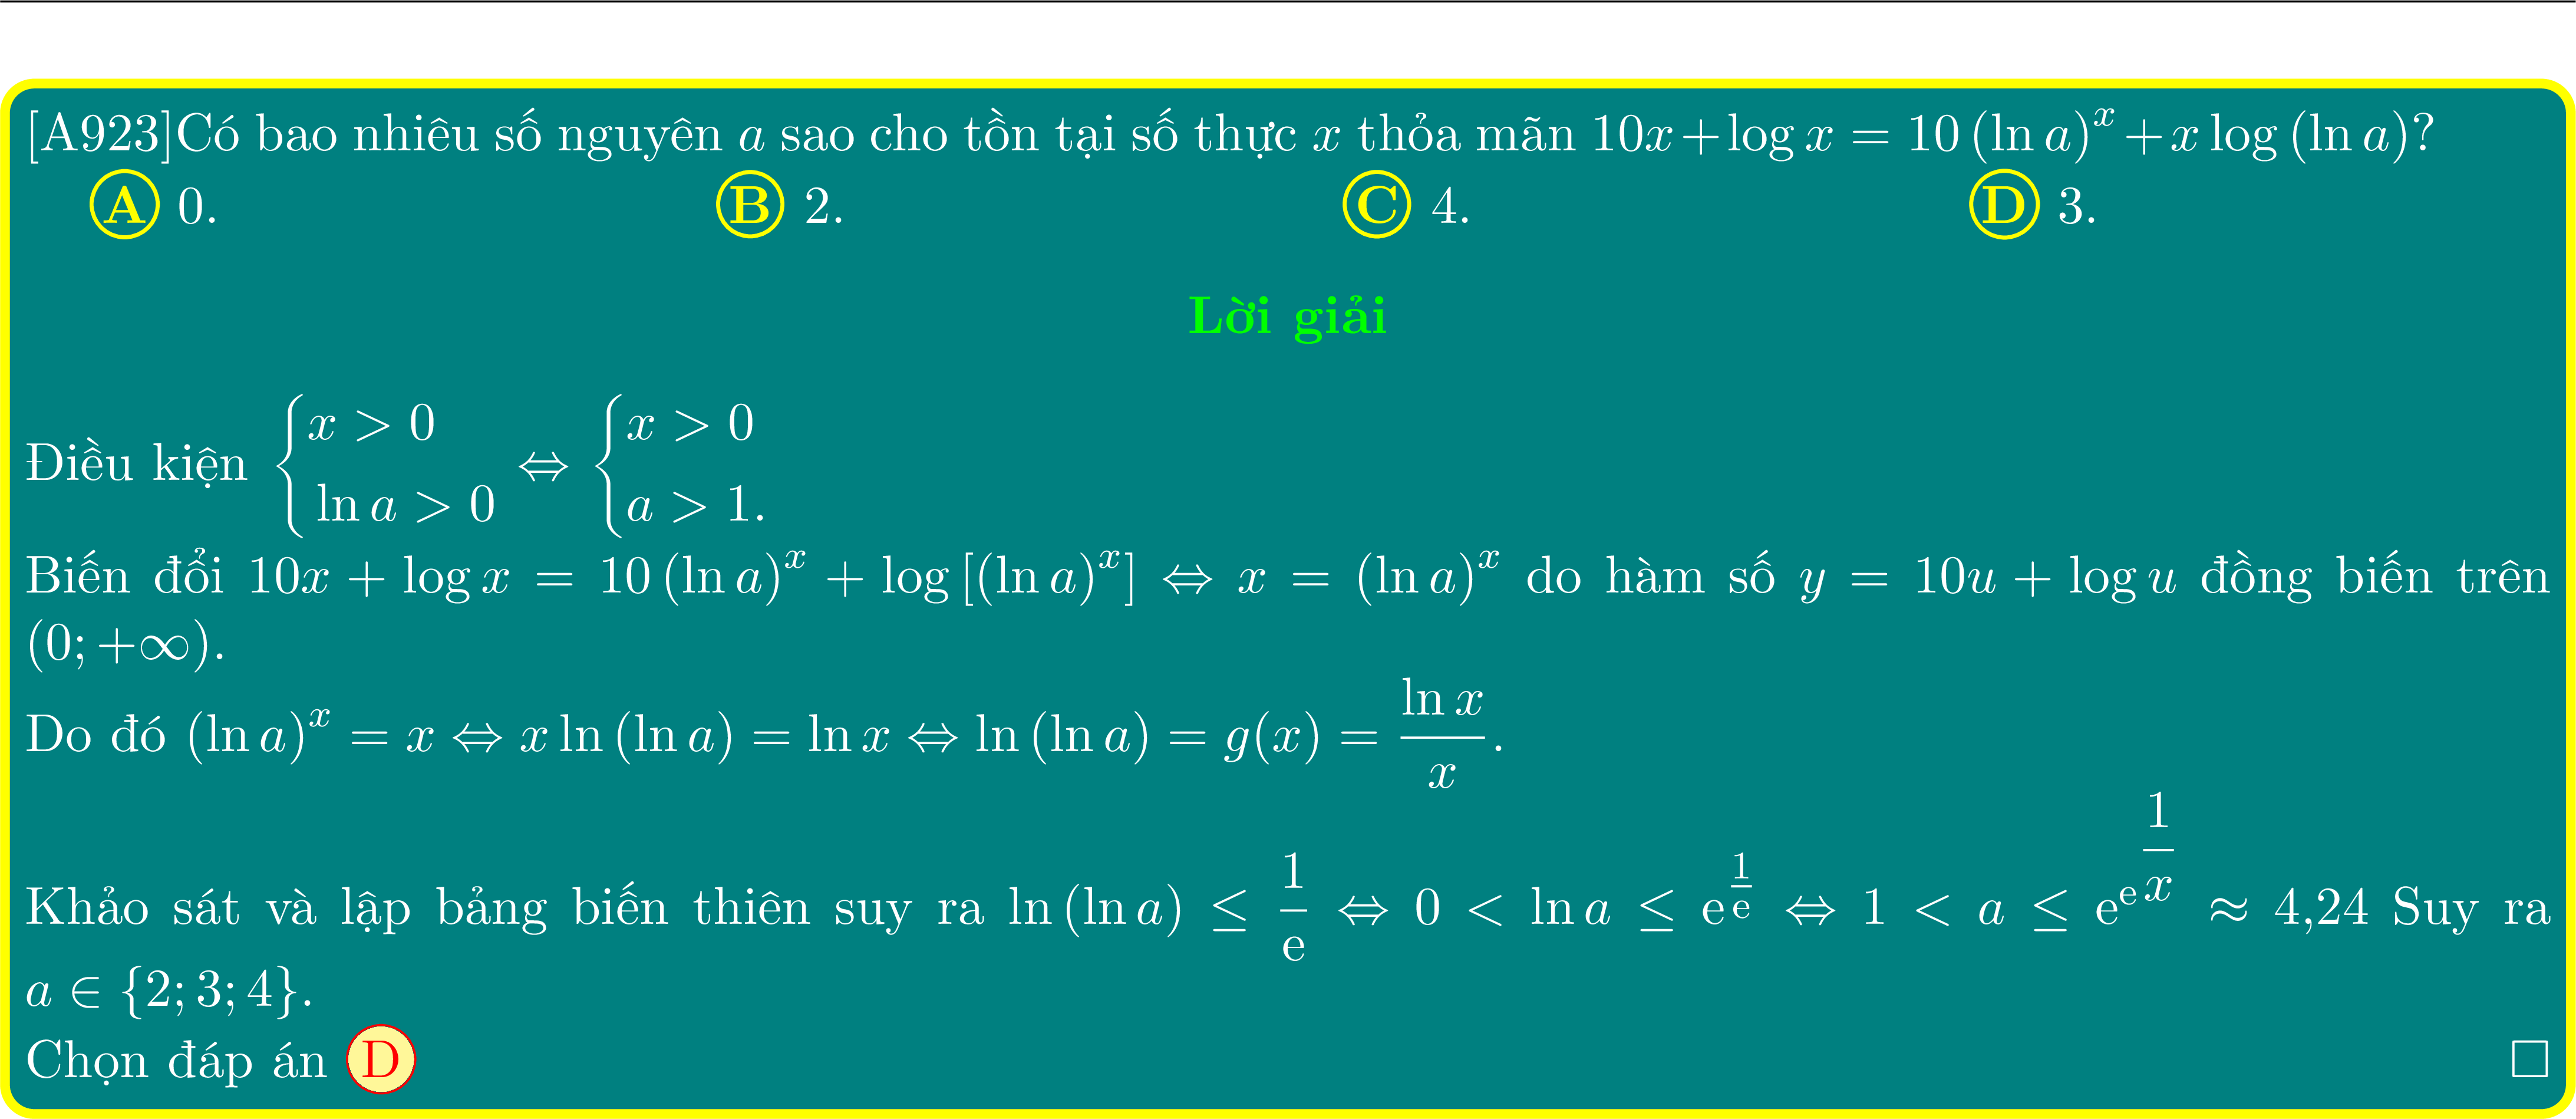 [A923]Có bao nhiêu số nguyên $a$ sao cho tồn tại số thực $x$ thỏa mãn $10x + \log x = 10\,(\ln a)^x + x\log\,(\ln a)$?
Ⓐ 0. Ⓑ 2. Ⓒ 4. Ⓓ 3.
Lời giải
Điều kiện $\begin{cases} x > 0 \\ \ln a > 0 \end{cases} \Leftrightarrow \begin{cases} x > 0 \\ a > 1. \end{cases}$
Biến đổi $10x + \log x = 10\,(\ln a)^x + \log\,[(\ln a)^x] \Leftrightarrow x = (\ln a)^x$ do hàm số $y = 10u + \log u$ đồng biến trên
$(0; +\infty)$.
Do đó $(\ln a)^x = x \Leftrightarrow x\ln\,(\ln a) = \ln x \Leftrightarrow \ln\,(\ln a) = g(x) = \dfrac{\ln x}{x}$.
Khảo sát và lập bảng biến thiên suy ra $\ln\,(\ln a) \leq \dfrac{1}{e} \Leftrightarrow 0 < \ln a \leq e^{\frac{1}{e}} \Leftrightarrow 1 < a \leq e^{e^{\frac{1}{x}}} \approx 4,24$ Suy ra
$a \in \{2; 3; 4\}$.
Chọn đáp án Ⓓ □